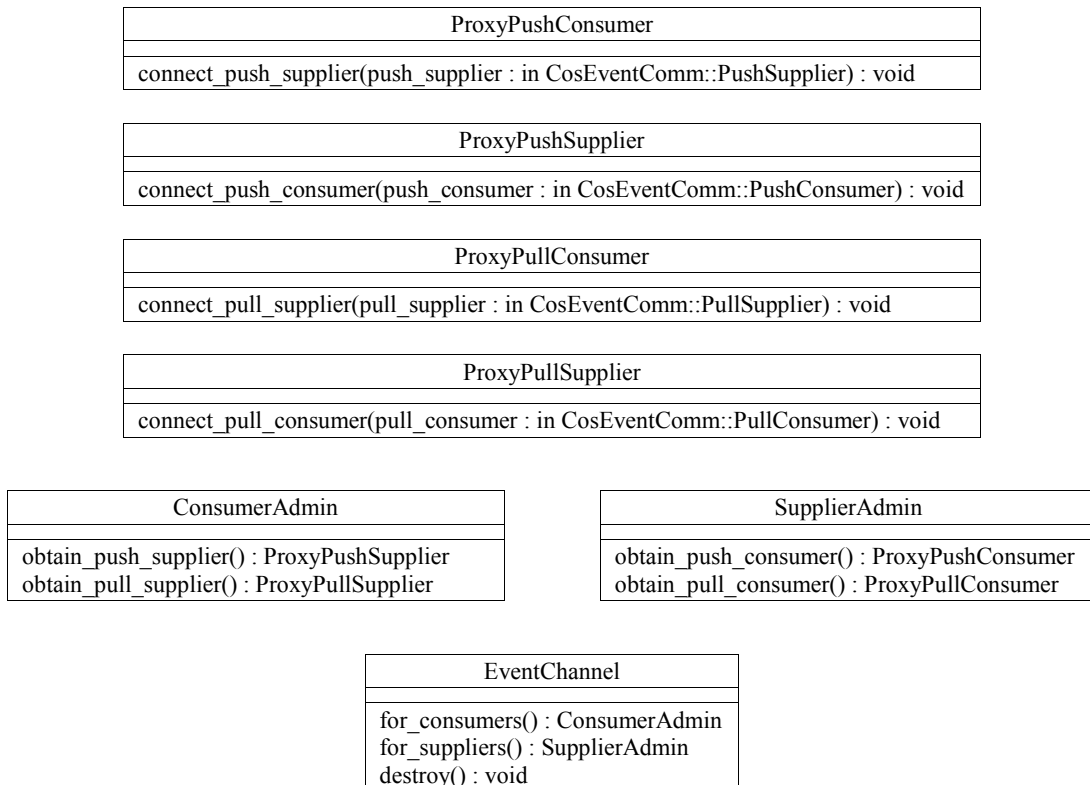 ProxyPushConsumer
connect_push_supplier(push_supplier : in CosEventComm::PushSupplier) : void
ProxyPushSupplier
connect_push_consumer(push_consumer : in CosEventComm::PushConsumer) : void
ProxyPullConsumer
connect_pull_supplier(pull_supplier : in CosEventComm::PullSupplier) : void
ProxyPullSupplier
connect_pull_consumer(pull_consumer : in CosEventComm::PullConsumer) : void
ConsumerAdmin
obtain_push_supplier() : ProxyPushSupplier
obtain_pull_supplier() : ProxyPullSupplier
SupplierAdmin
obtain_push_consumer() : ProxyPushConsumer
obtain_pull_consumer() : ProxyPullConsumer
EventChannel
for_consumers() : ConsumerAdmin
for_suppliers() : SupplierAdmin
destroy() : void